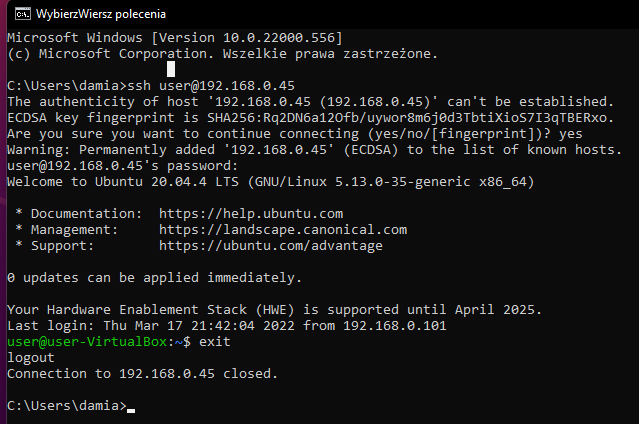 WybierzWiersz polecenia
Microsoft Windows [Version 10.0.22000.556]
(c) Microsoft Corporation. Wszelkie prawa zastrzeżone.
C:\Users\damia>ssh user@192.168.0.45
The authenticity of host '192.168.0.45 (192.168.0.45)' can't be established.
ECDSA key fingerprint is SHA256:Rq2DN6a12Ofb/uywor8m6j0d3TbtiXioS7I3qTBERxo.
Are you sure you want to continue connecting (yes/no/[fingerprint])? yes
Warning: Permanently added '192.168.0.45' (ECDSA) to the list of known hosts.
user@192.168.0.45's password:
Welcome to Ubuntu 20.04.4 LTS (GNU/Linux 5.13.0-35-generic x86_64)
* Documentation:  https://help.ubuntu.com
* Management:     https://landscape.canonical.com
* Support:        https://ubuntu.com/advantage
0 updates can be applied immediately.
Your Hardware Enablement Stack (HWE) is supported until April 2025.
Last login: Thu Mar 17 21:42:04 2022 from 192.168.0.101
user@user-VirtualBox:~$ exit
logout
Connection to 192.168.0.45 closed.
C:\Users\damia>